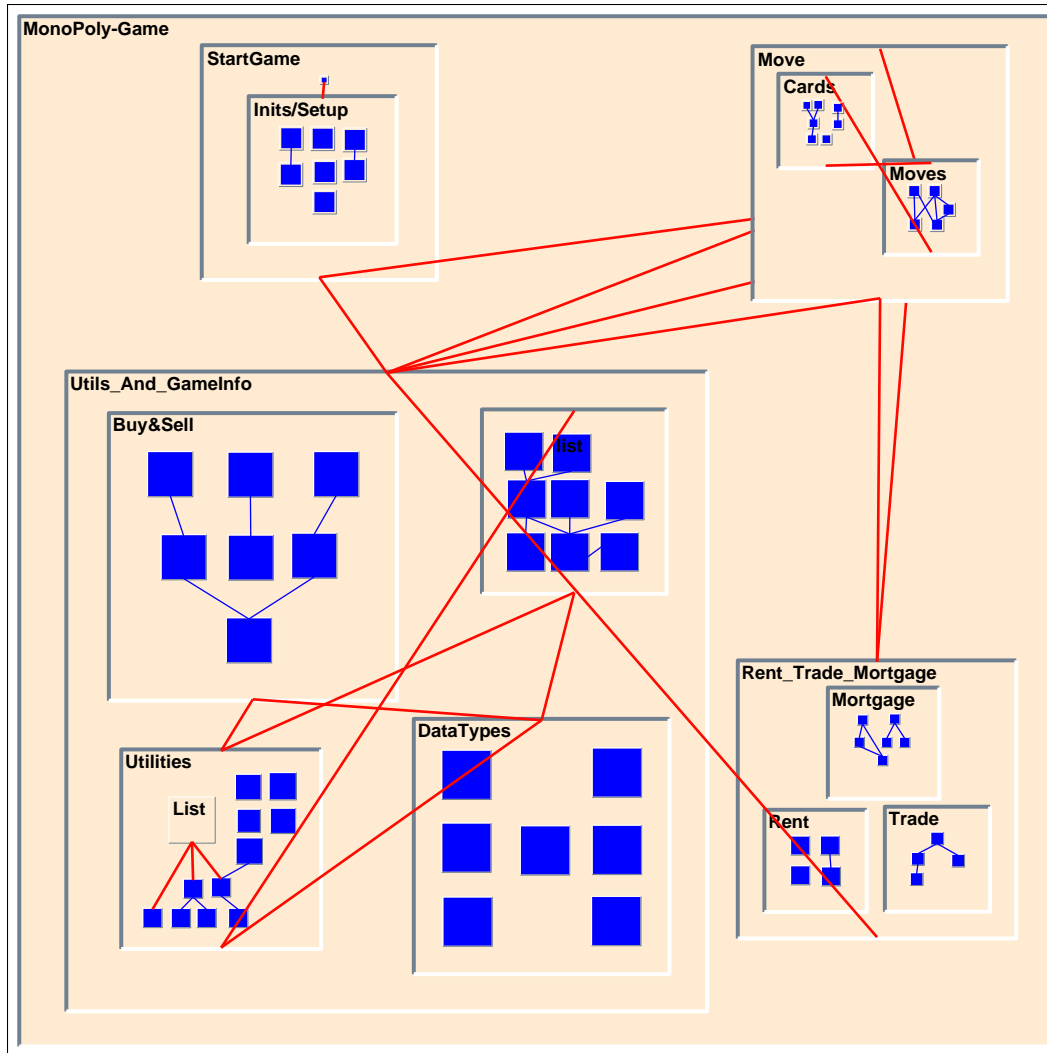 MonoPoly-Game
StartGame
Inits/Setup
Move
Cards
Moves
Utils_And_GameInfo
Buy&Sell
list
Utilities
List
DataTypes
Rent_Trade_Mortgage
Mortgage
Rent
Trade